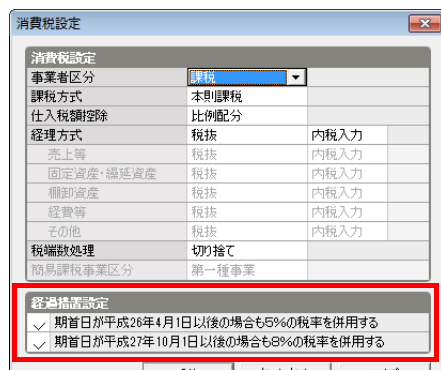 消費税設定
消費税設定
事業者区分 課税
課税方式 本則課税
仕入税額控除 比例配分
経理方式 税抜 内税入力
売上等 税抜 内税入力
固定資産・繰延資産 税抜 内税入力
棚卸資産 税抜 内税入力
経費等 税抜 内税入力
その他 税抜 内税入力
税端数処理 切り捨て
簡易課税事業区分 第一種事業
経過措置設定
期首日が平成26年4月1日以後の場合も5%の税率を併用する
期首日が平成27年10月1日以後の場合も8%の税率を併用する